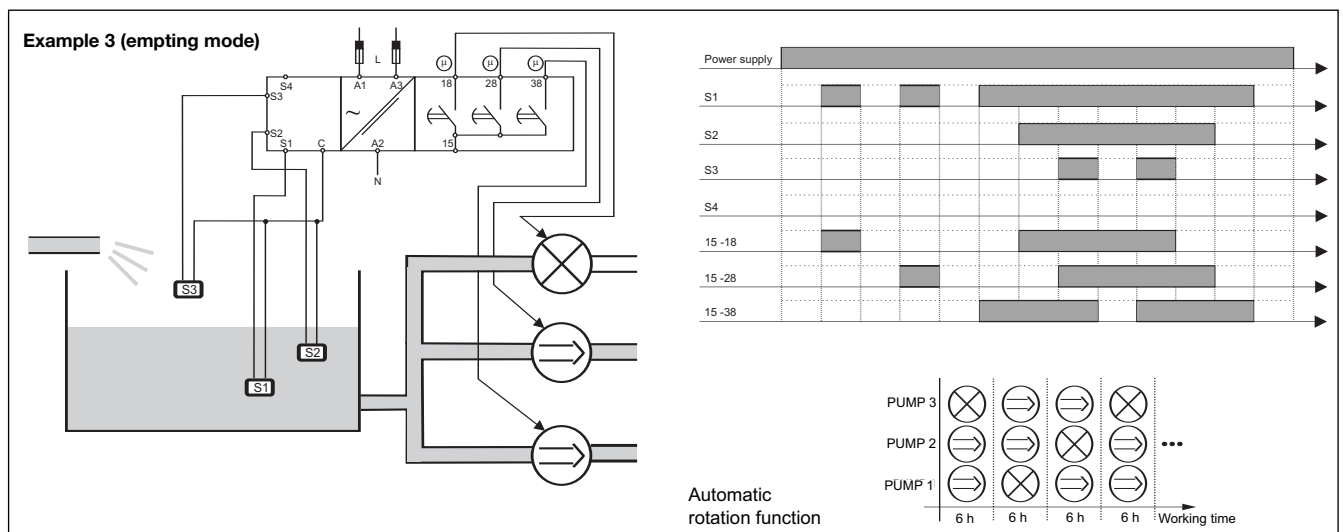 Example 3 (empting mode)
L
S4
A1
A3
μ
μ
μ
18
28
38
S3
~
S2
S1
C
A2
15
N
S3
S2
S1
Power supply
S1
S2
S3
S4
15 -18
15 -28
15 -38
PUMP 3
PUMP 2
•••
PUMP 1
Automatic
rotation function
6 h
6 h
6 h
6 h
Working time